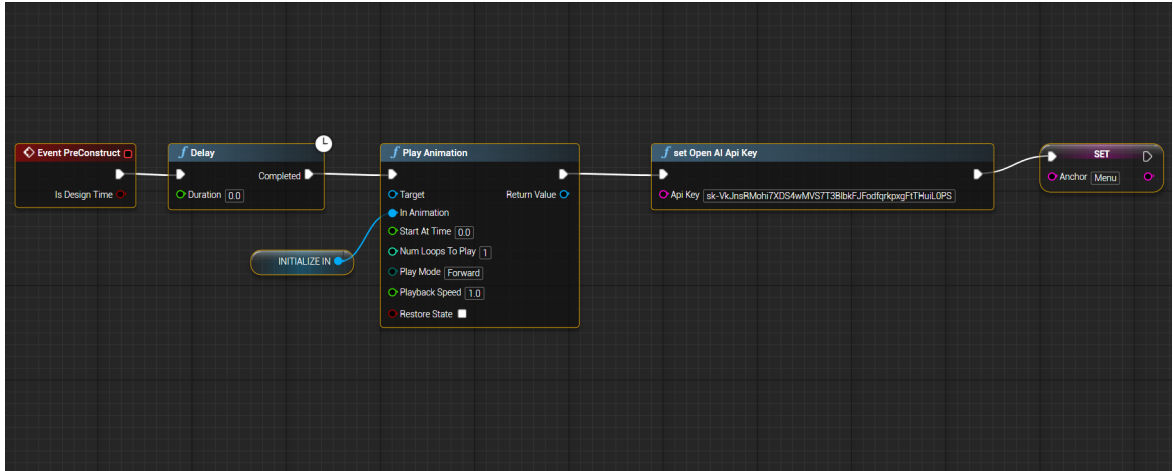 Event PreConstruct
Is Design Time
Delay
Completed
Duration 0.0
INITIALIZE IN
Play Animation
Target
Return Value
In Animation
Start At Time 0.0
Num Loops To Play 1
Play Mode Forward
Playback Speed 1.0
Restore State
set Open AI Api Key
Api Key
SET
Anchor Menu